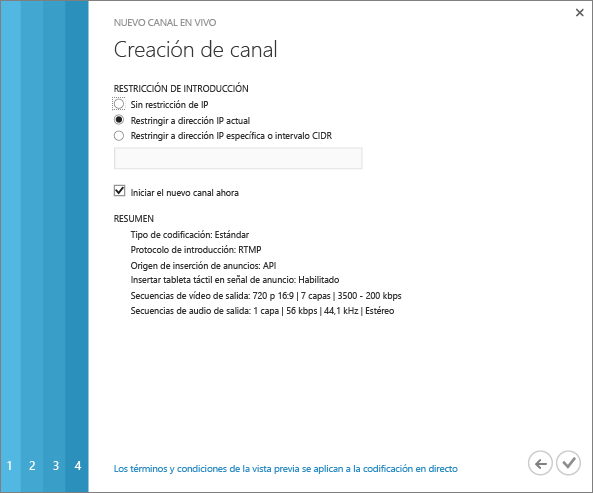 NUEVO CANAL EN VIVO
Creación de canal
RESTRICCIÓN DE INTRODUCCIÓN
Sin restricción de IP
Restringir a dirección IP actual
Restringir a dirección IP específica o intervalo CIDR
Iniciar el nuevo canal ahora
RESUMEN
Tipo de codificación: Estándar
Protocolo de introducción: RTMP
Origen de inserción de anuncios: API
Insertar tableta táctil en señal de anuncio: Habilitado
Secuencias de vídeo de salida: 720 p 16:9 | 7 capas | 3500 - 200 kbps
Secuencias de audio de salida: 1 capa | 56 kbps | 44,1 kHz | Estéreo
1 2 3 4
Los términos y condiciones de la vista previa se aplican a la codificación en directo